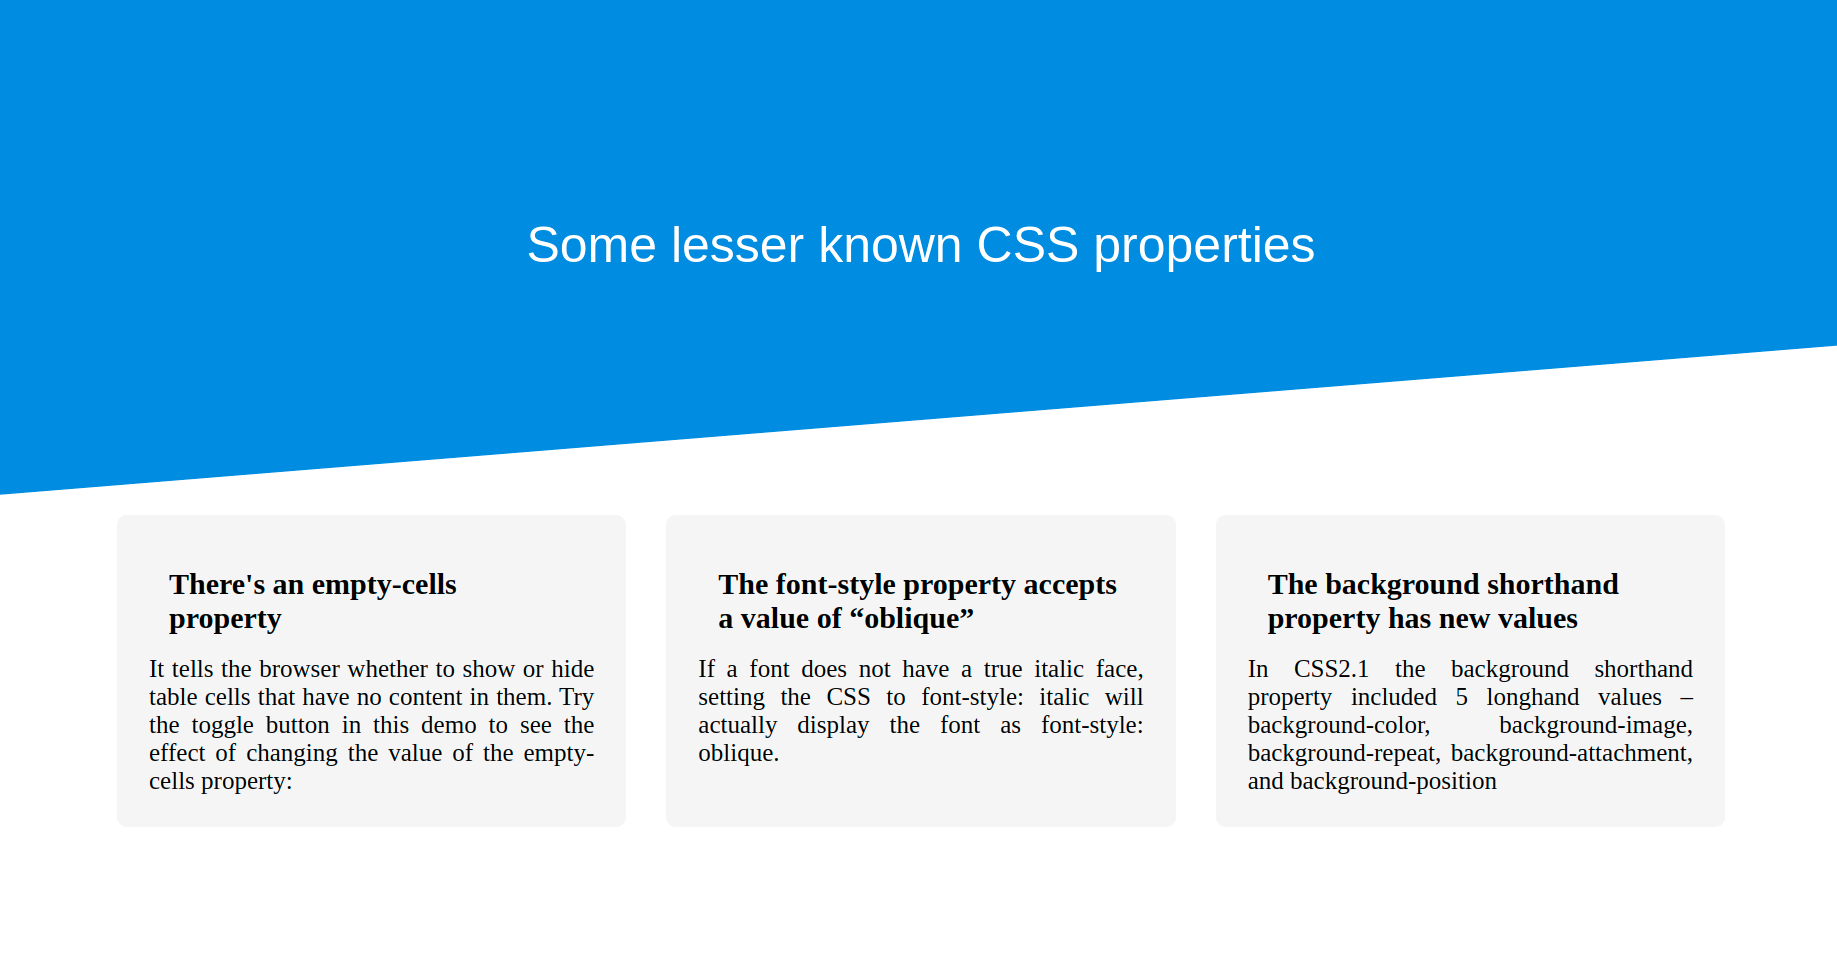 Some lesser known CSS properties
There's an empty-cells
property
It tells the browser whether to show or hide
table cells that have no content in them. Try
the toggle button in this demo to see the
effect of changing the value of the empty-
cells property:
The font-style property accepts
a value of “oblique”
If a font does not have a true italic face,
setting the CSS to font-style: italic will
actually display the font as font-style:
oblique.
The background shorthand
property has new values
In CSS2.1 the background shorthand
property included 5 longhand values –
background-color, background-image,
background-repeat, background-attachment,
and background-position